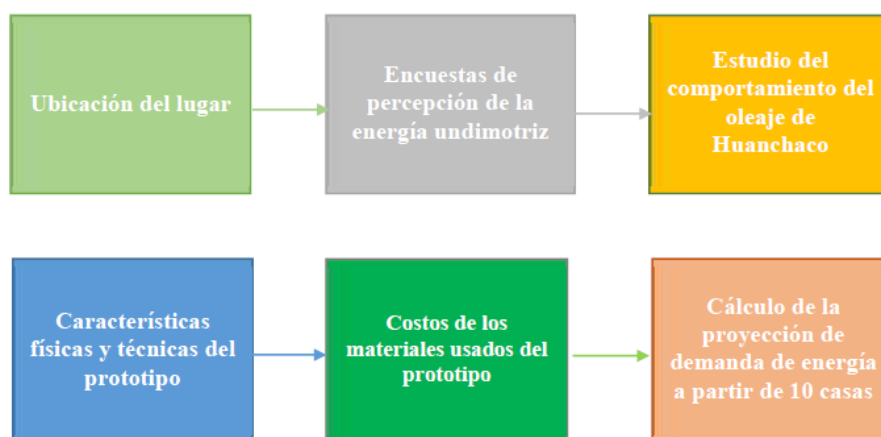 Ubicación del lugar
Encuestas de
percepción de la
energía undimotriz
Estudio del
comportamiento del
oleaje de
Huanchaco
Características
físicas y técnicas del
prototipo
Costos de los
materiales usados del
prototipo
Cálculo de la
proyección de
demanda de energía
a partir de 10 casas